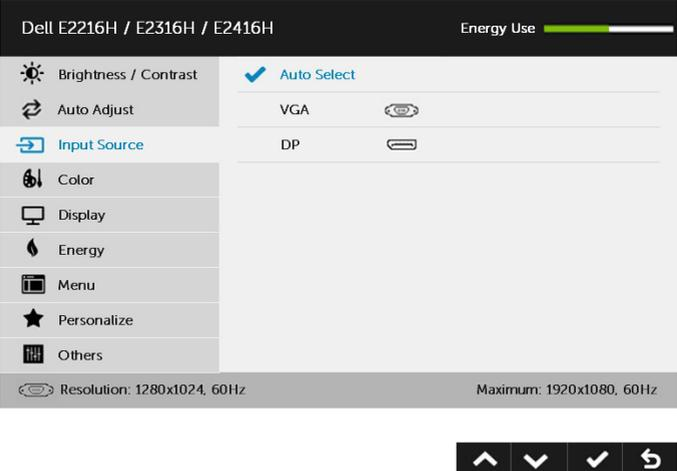 Dell E2216H / E2316H / E2416H
Energy Use
Brightness / Contrast
Auto Adjust
Input Source
Color
Display
Energy
Menu
Personalize
Others
Auto Select
VGA
DP
Resolution: 1280x1024, 60Hz
Maximum: 1920x1080, 60Hz